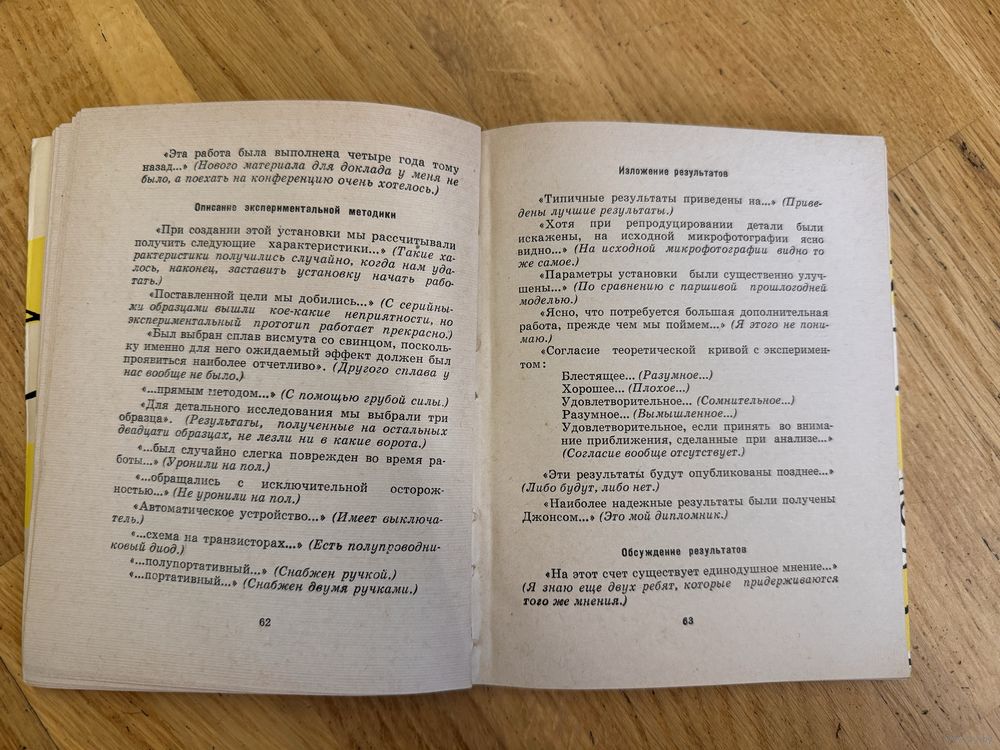 «Эта работа была выполнена четыре года тому
назад...» (Нового материала для доклада у меня не
было, а поехать на конференцию очень хотелось.)
Описание экспериментальной методики
«При создании этой установки мы рассчитывали
получить следующие характеристики...» (Такие ха-
рактеристики получились случайно, когда нам уда-
лось, наконец, заставить установку начать рабо-
тать.)
«Поставленной цели мы добились...» (С серийны-
ми образцами вышли кое-какие неприятности, но
экспериментальный прототип работает прекрасно.)
«Был выбран сплав висмута со свинцом, посколь-
ку именно для него ожидаемый эффект должен был
проявиться наиболее отчетливо». (Другого сплава у
нас вообще не было.)
«...прямым методом...» (С помощью грубой силы.)
«Для детального исследования мы выбрали три
образца». (Результаты, полученные на остальных
двадцати образцах, не лезли ни в какие ворота.)
«...был случайно слегка поврежден во время ра-
боты...» (Уронили на пол.)
«...обращались с исключительной осторож-
ностью...» (Не уронили на пол.)
«Автоматическое устройство...» (Имеет выключа-
тель.)
«...схема на транзисторах...» (Есть полупроводни-
ковый диод.)
«...полупортативный...» (Снабжен ручкой.)
«...портативный...» (Снабжен двумя ручками.)
62
Изложение результатов
«Типичные результаты приведены на...» (Приве-
дены лучшие результаты.)
«Хотя при репродуцировании детали были
искажены, на исходной микрофотографии ясно
видно...» (На исходной микрофотографии видно то
же самое.)
«Параметры установки были существенно улуч-
шены...» (По сравнению с паршивой прошлогодней
моделью.)
«Ясно, что потребуется большая дополнительная
работа, прежде чем мы поймем...» (Я этого не пони-
маю.)
«Согласие теоретической кривой с эксперимен-
том:
Блестящее... (Разумное...)
Хорошее... (Плохое...)
Удовлетворительное... (Сомнительное...)
Разумное... (Вымышленное...)
Удовлетворительное, если принять во внима-
ние приближения, сделанные при анализе...»
(Согласие вообще отсутствует.)
«Эти результаты будут опубликованы позднее...»
(Либо будут, либо нет.)
«Наиболее надежные результаты были получены
Джонсом...» (Это мой дипломник.)
Обсуждение результатов
«На этот счет существует единодушное мнение...»
(Я знаю еще двух ребят, которые придерживаются
того же мнения.)
63